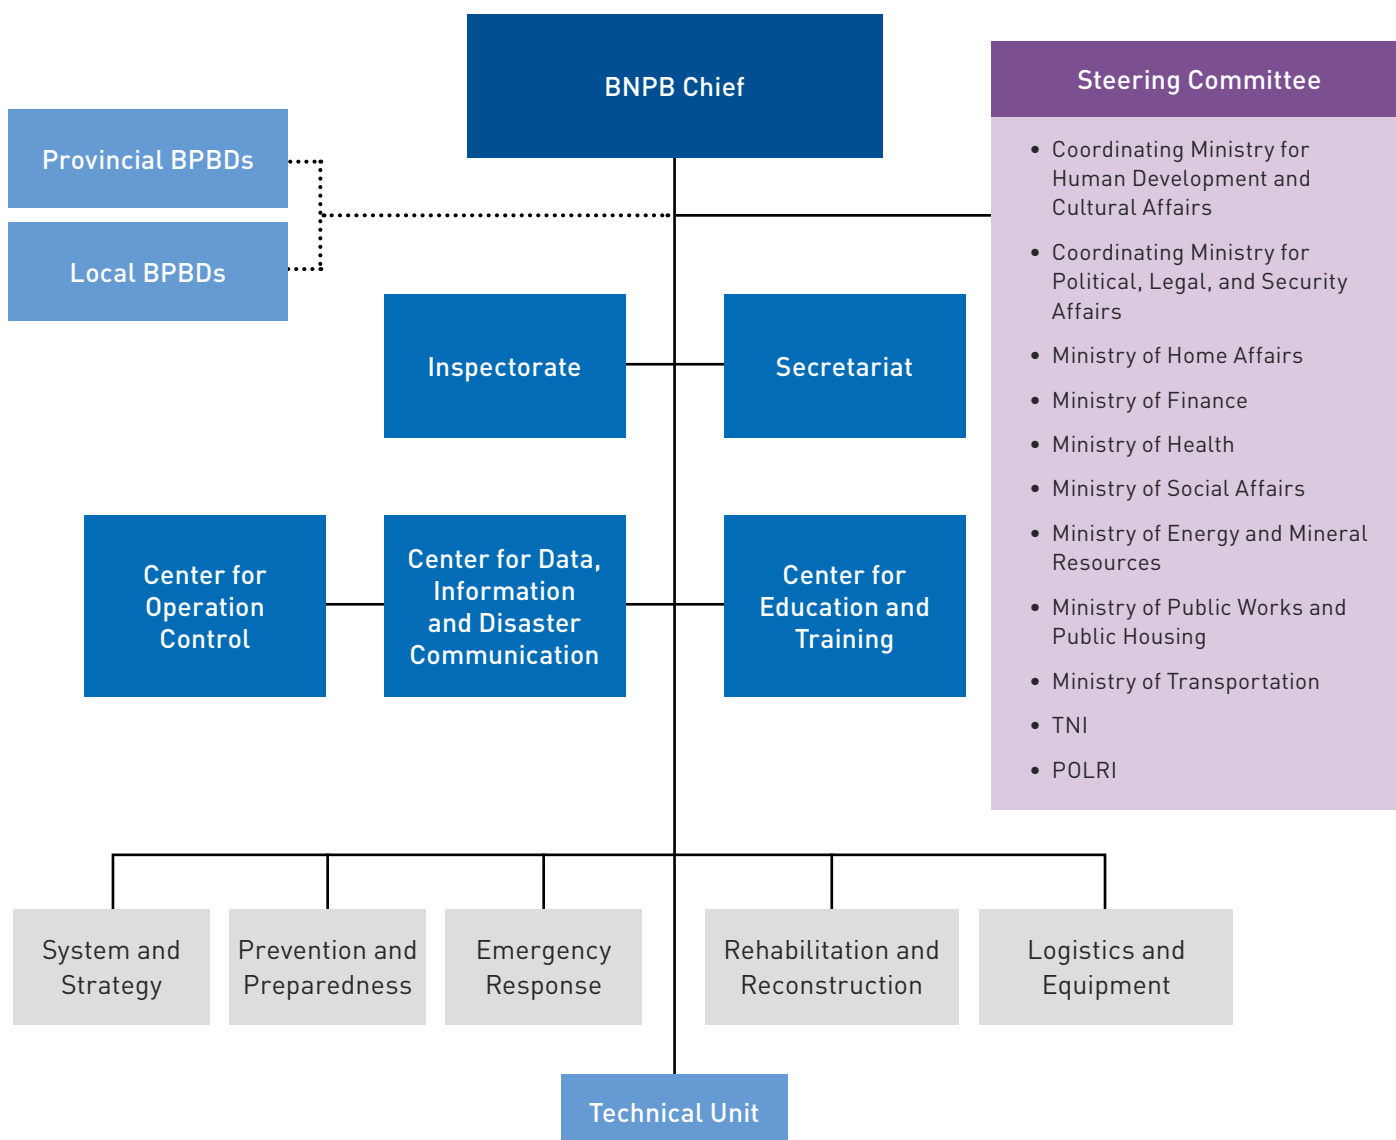 BNPB Chief
Steering Committee
Provincial BPBDs
Local BPBDs
• Coordinating Ministry for
Human Development and
Cultural Affairs
• Coordinating Ministry for
Political, Legal, and Security
Affairs
• Ministry of Home Affairs
• Ministry of Finance
• Ministry of Health
• Ministry of Social Affairs
• Ministry of Energy and Mineral
Resources
• Ministry of Public Works and
Public Housing
• Ministry of Transportation
• TNI
• POLRI
Inspectorate
Secretariat
Center for
Operation
Control
Center for Data,
Information
and Disaster
Communication
Center for
Education and
Training
System and
Strategy
Prevention and
Preparedness
Emergency
Response
Rehabilitation and
Reconstruction
Logistics and
Equipment
Technical Unit